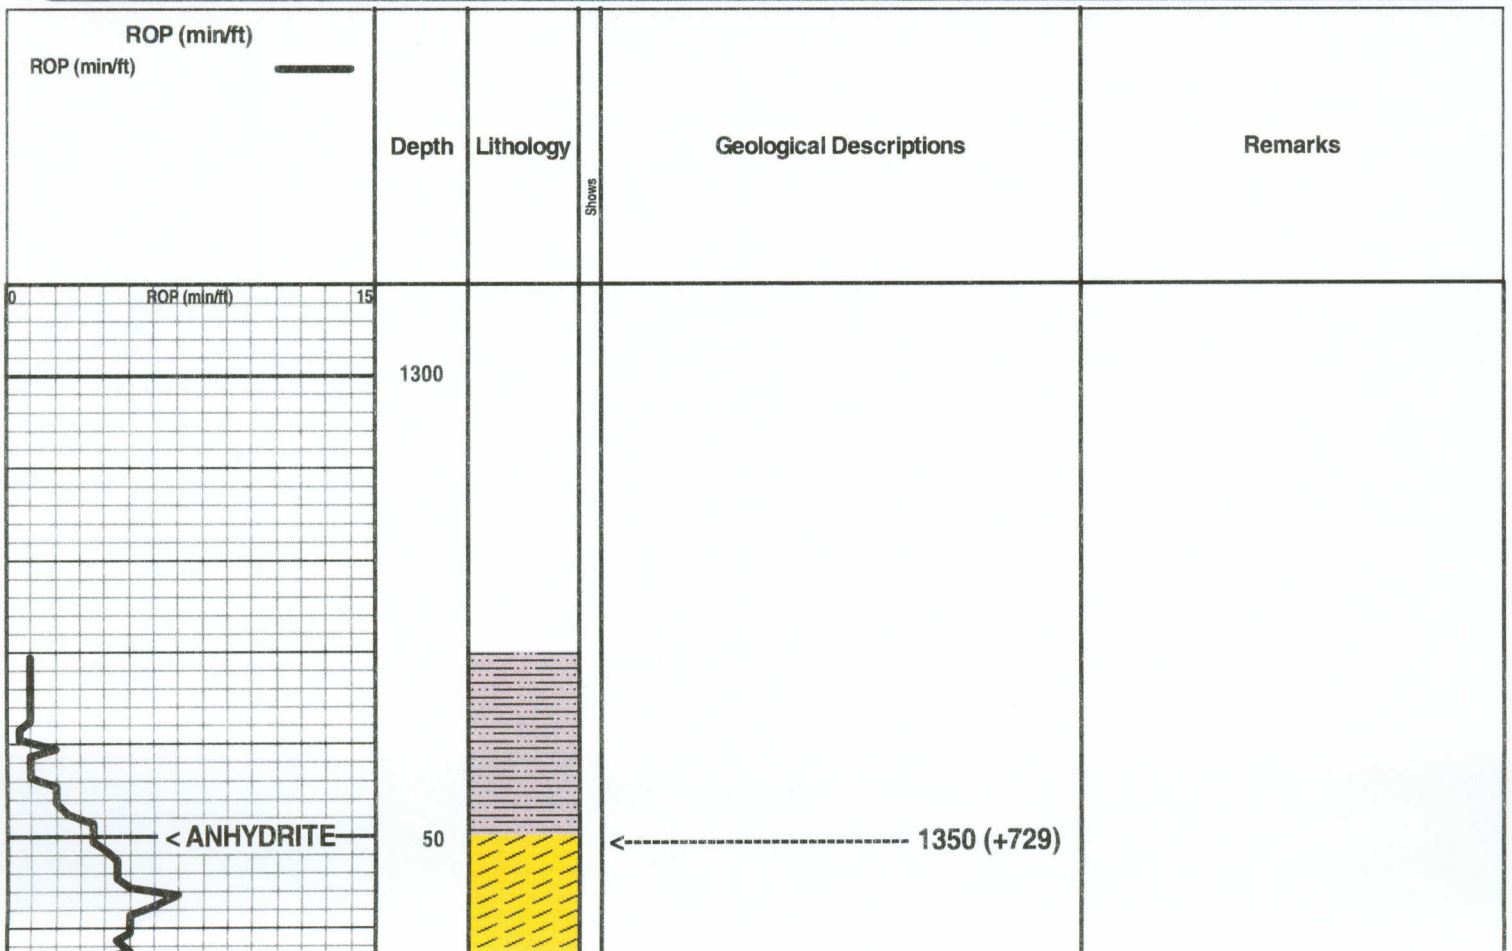 ROP (min/ft)
ROP (min/ft)
Depth
Lithology
Shows
Geological Descriptions
Remarks
0 ROP (min/ft) 15
1300
< ANHYDRITE
50
<-------------------------------- 1350 (+729)